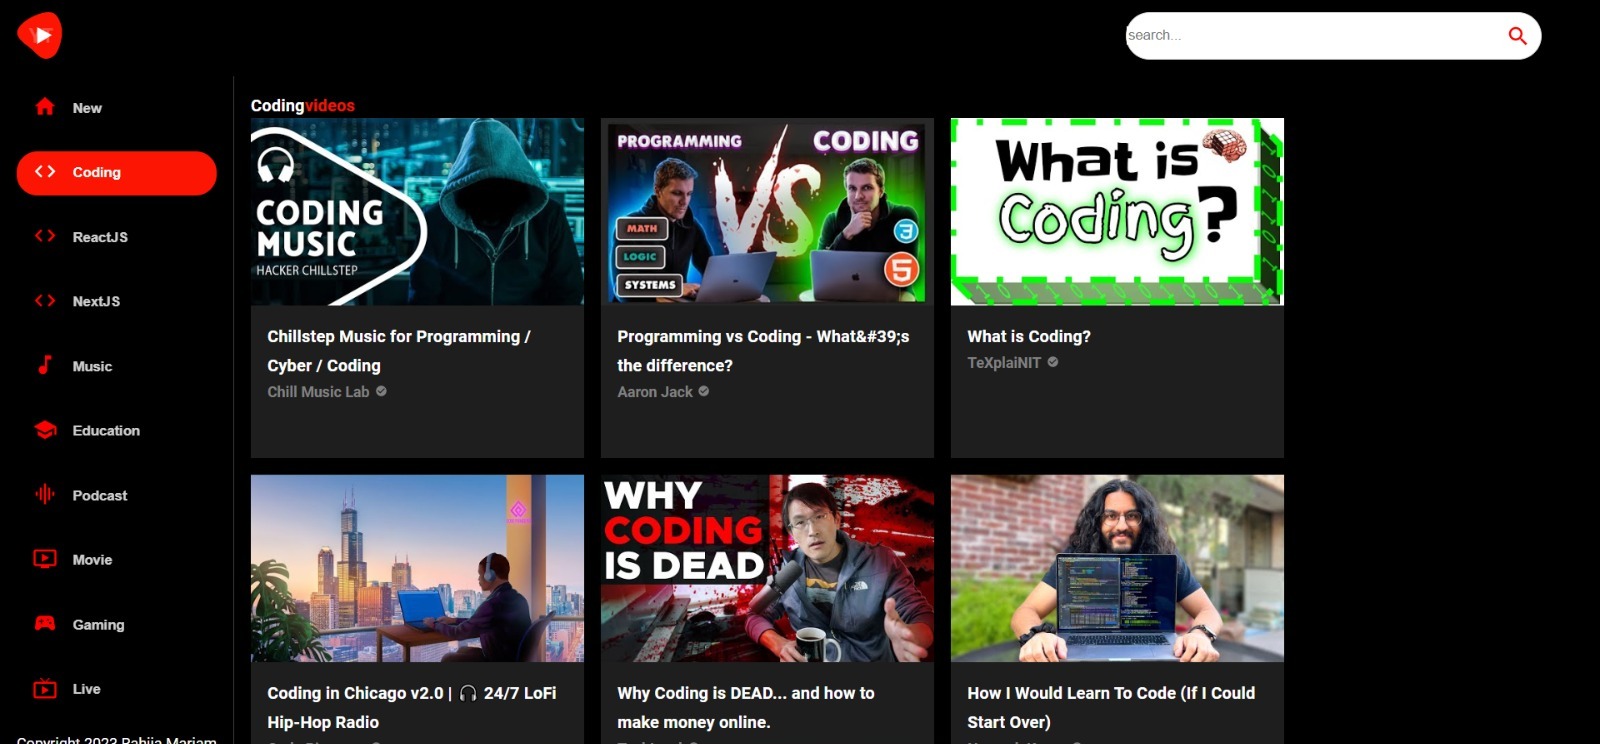 search...
New
Coding
ReactJS
NextJS
Music
Education
Podcast
Movie
Gaming
Live
Copyright 2023 Rabiia Mariam
Codingvideos
CODING
MUSIC
HACKER CHILLSTEP
Chillstep Music for Programming /
Cyber / Coding
Chill Music Lab
PROGRAMMING CODING
VS
MATH
LOGIC
SYSTEMS
3
5
Programming vs Coding - What&#39;s
the difference?
Aaron Jack
What is
Coding?
What is Coding?
TeXplaiNIT
Coding in Chicago v2.0 | 🎧 24/7 LoFi
Hip-Hop Radio
WHY
CODING
IS DEAD
Why Coding is DEAD... and how to
make money online.
How I Would Learn To Code (If I Could
Start Over)